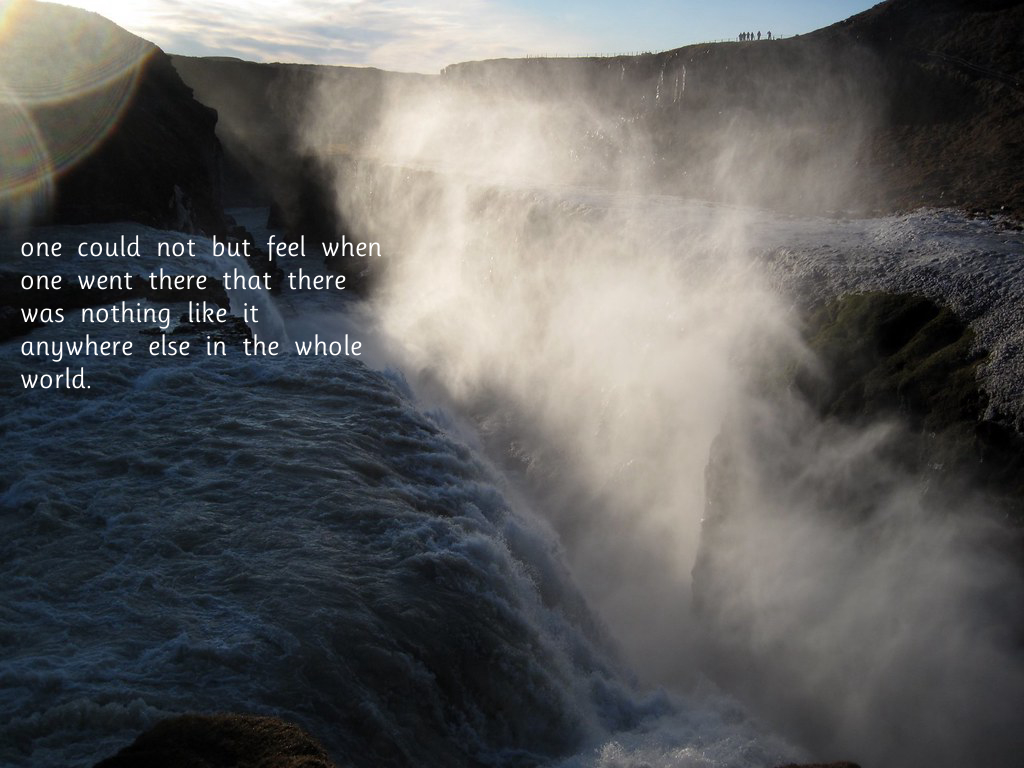 one could not but feel when
one went there that there
was nothing like it
anywhere else in the whole
world.